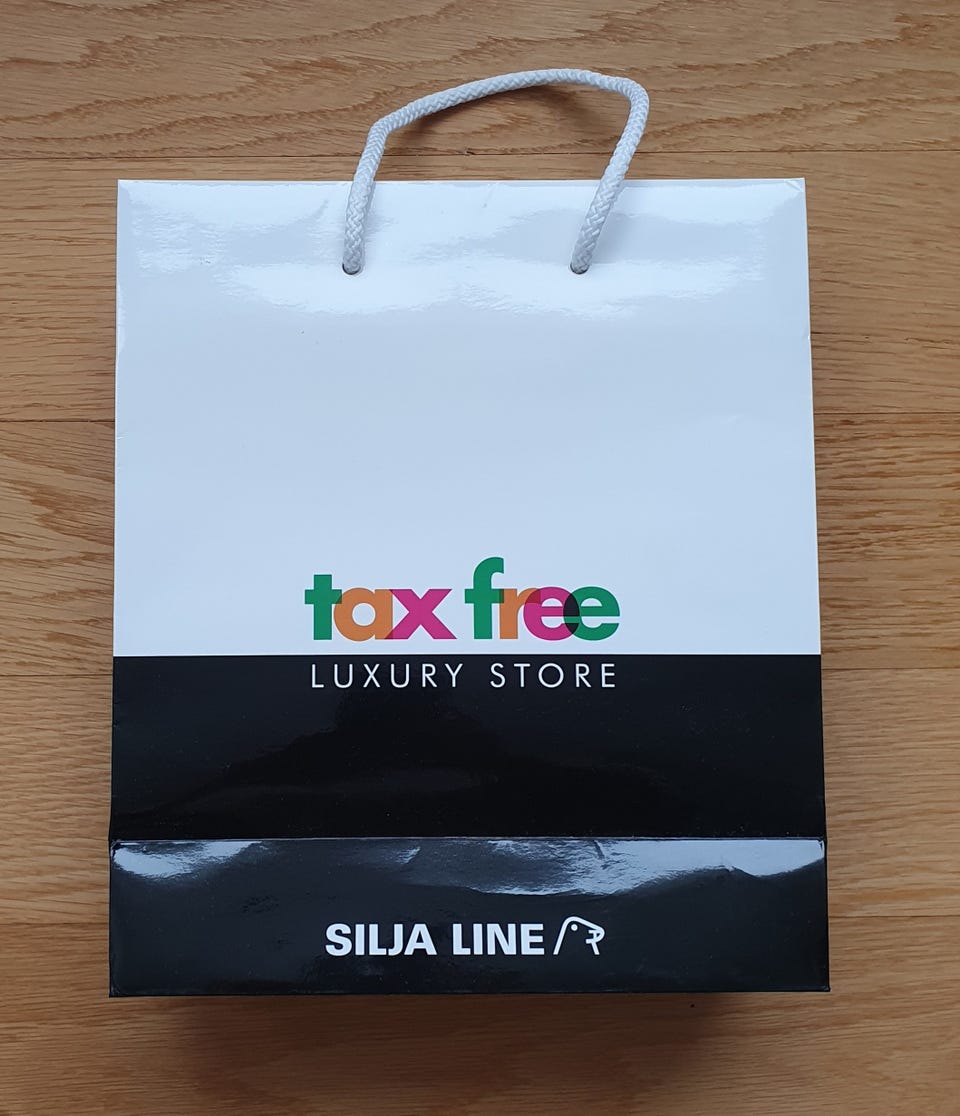 tax free
LUXURY STORE
SILJA LINE